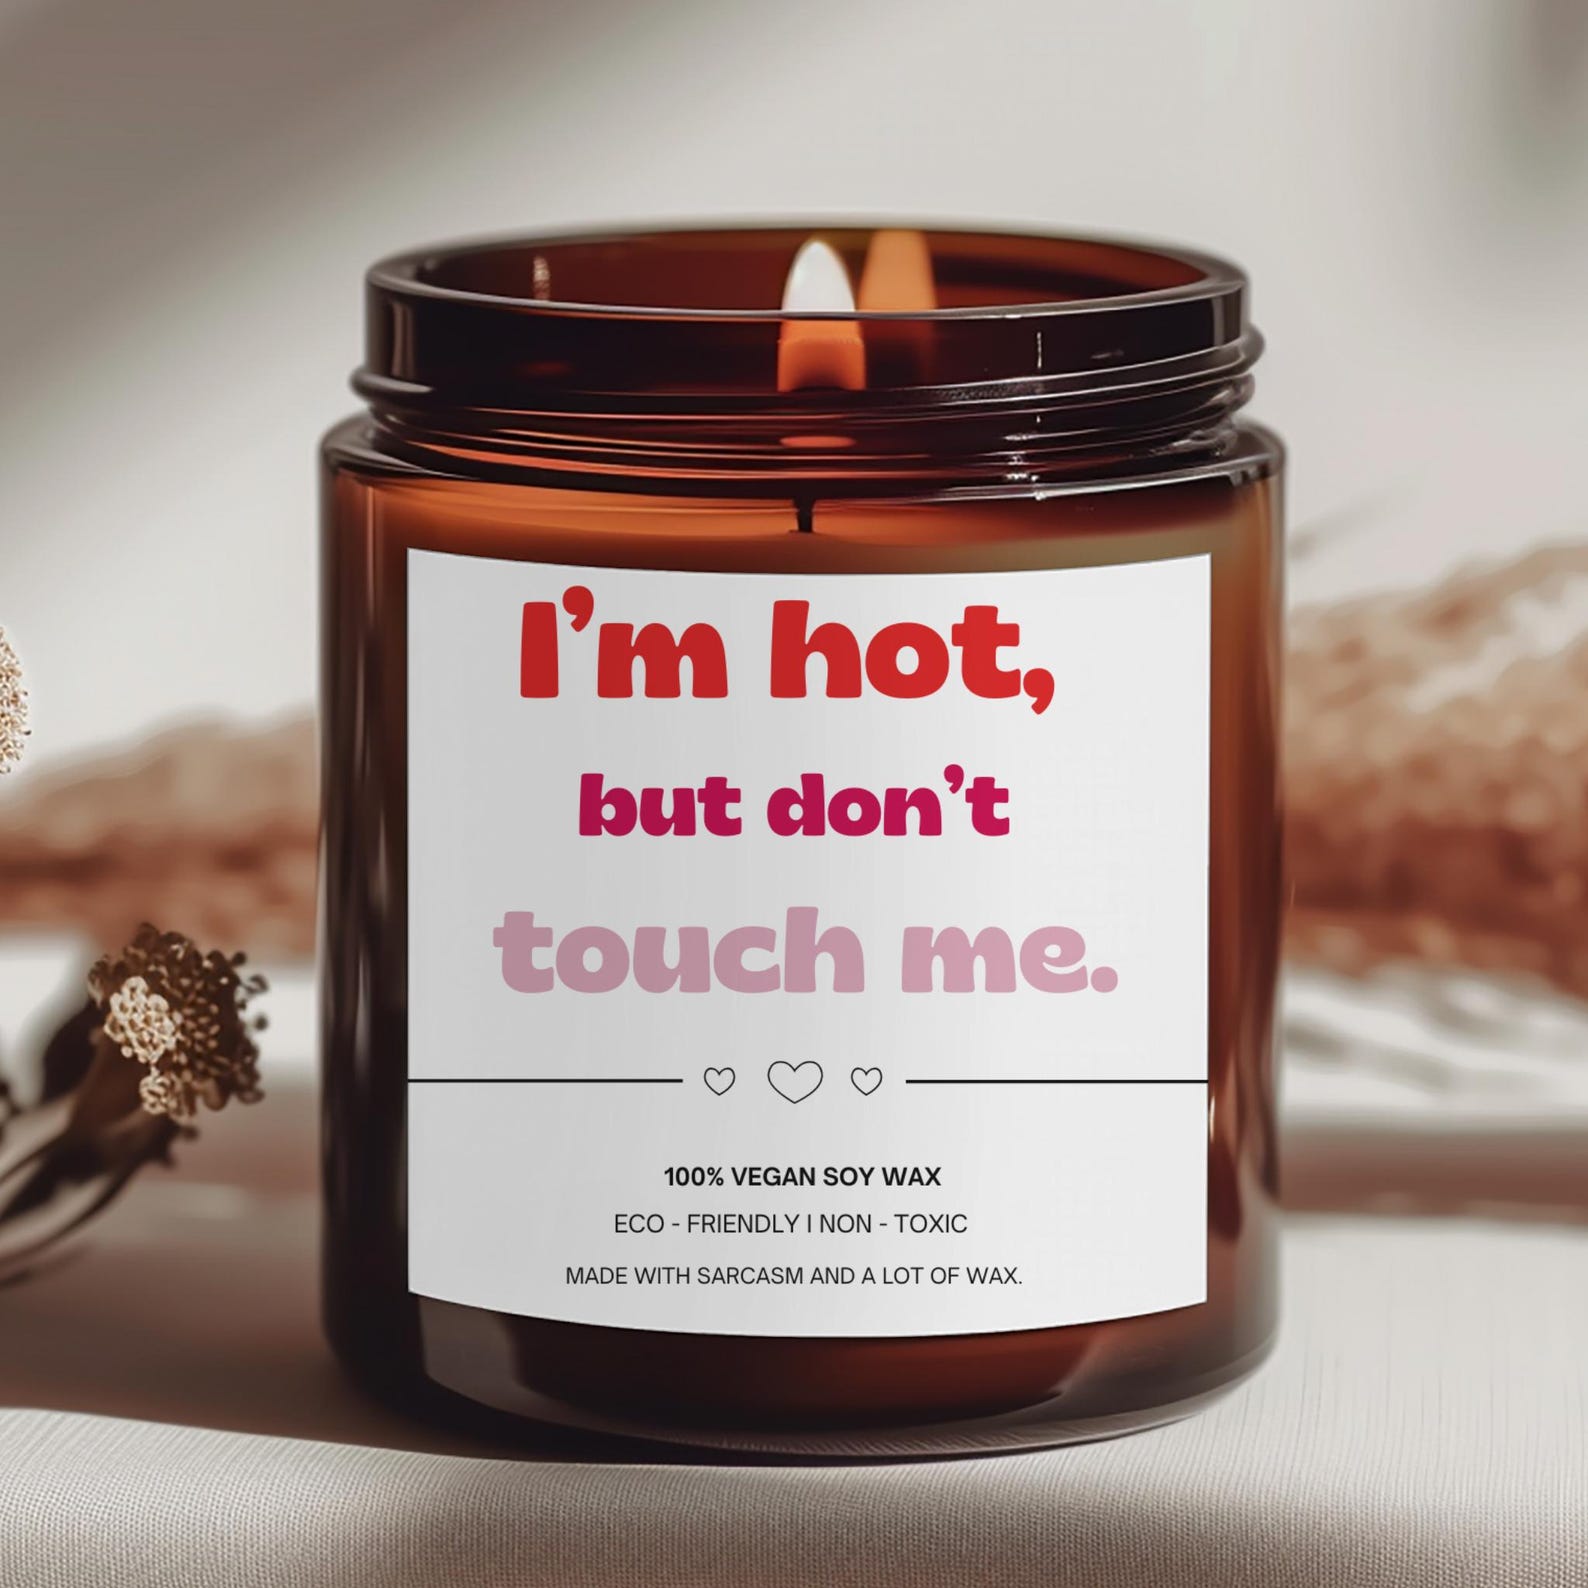 I'm hot,
but don't
touch me.
100% VEGAN SOY WAX
ECO - FRIENDLY I NON - TOXIC
MADE WITH SARCASM AND A LOT OF WAX.